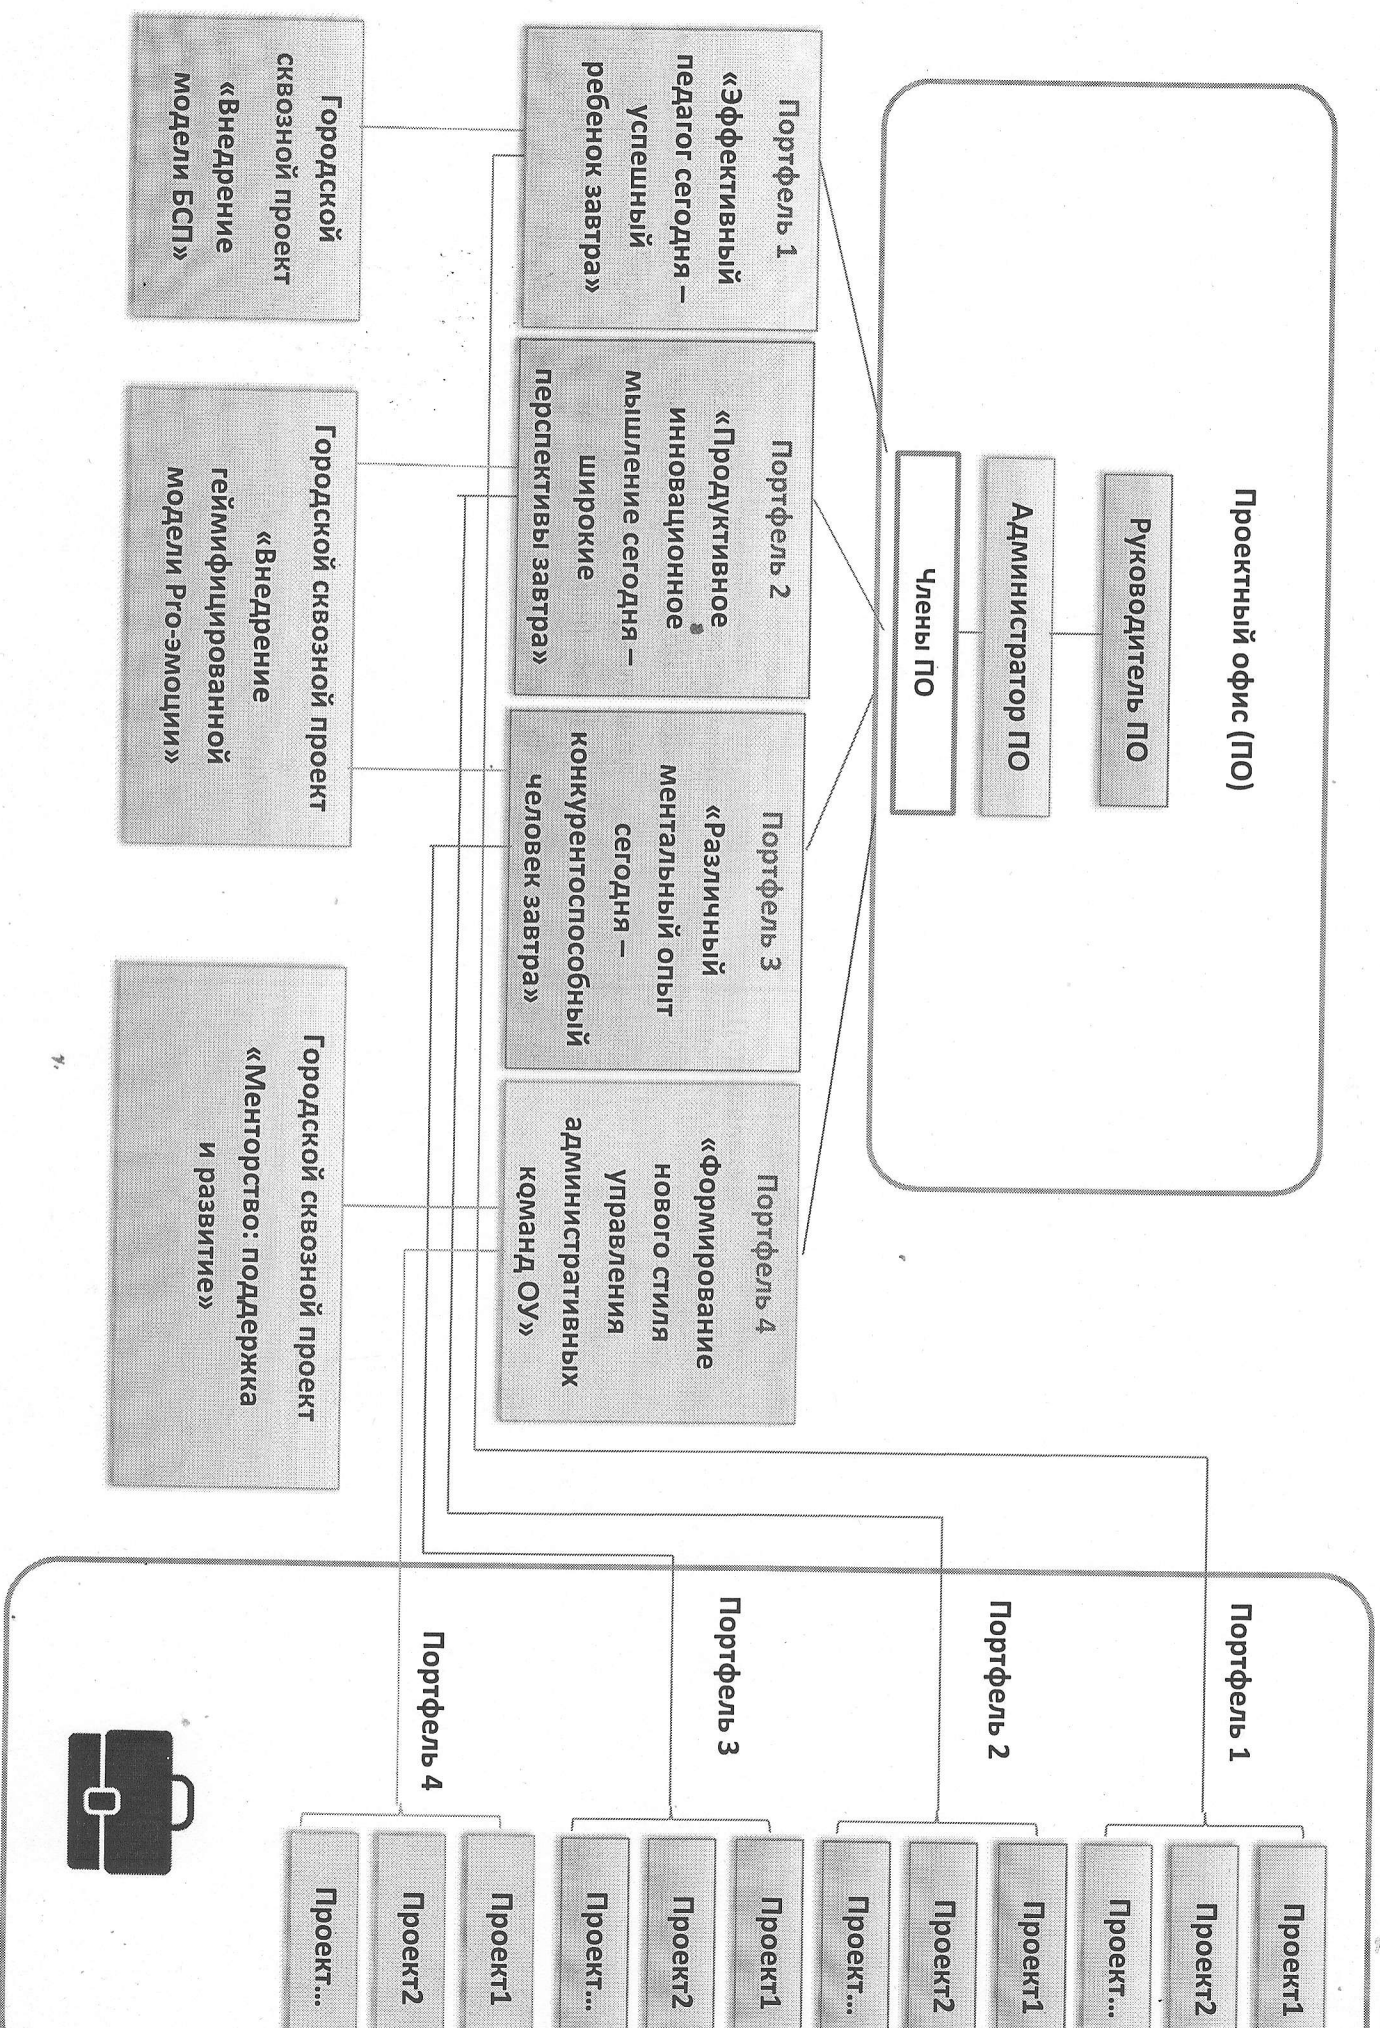 Проектный офис (ПО)
Руководитель ПО
Администратор ПО
Члены ПО
Портфель 1
«Эффективный
педагог сегодня –
успешный
ребенок завтра»
Портфель 2
«Продуктивное
инновационное
мышление сегодня –
широкие
перспективы завтра»
Портфель 3
«Различный
ментальный опыт
сегодня –
конкурентоспособный
человек завтра»
Портфель 4
«Формирование
нового стиля
управления
административных
команд ОУ»
Городской
сквозной проект
«Внедрение
модели БСП»
Городской сквозной проект
«Внедрение
геймифицированной
модели Pro-эмоции»
Городской сквозной проект
«Менторство: поддержка
и развитие»
Портфель 1
Проект1
Проект2
Проект...
Портфель 2
Проект1
Проект2
Проект...
Портфель 3
Проект1
Проект2
Проект...
Портфель 4
Проект1
Проект2
Проект...